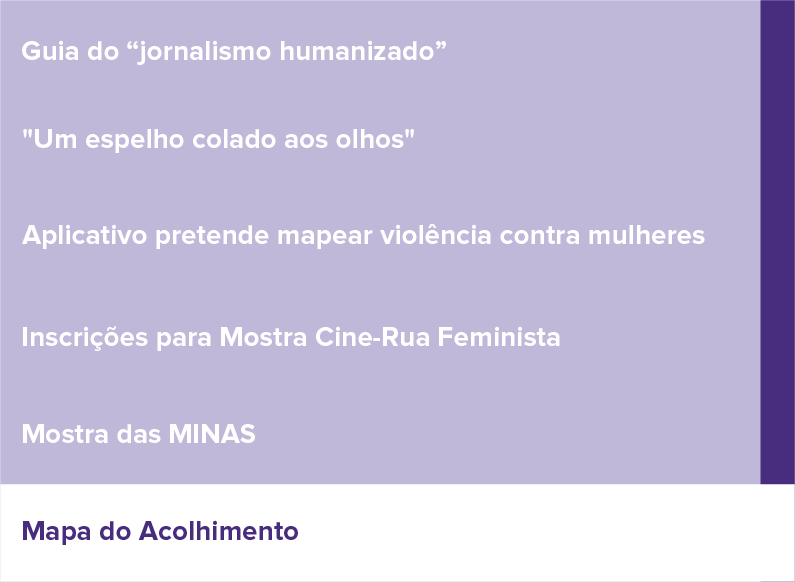 Guia do “jornalismo humanizado”
"Um espelho colado aos olhos"
Aplicativo pretende mapear violência contra mulheres
Inscrições para Mostra Cine-Rua Feminista
Mostra das MINAS
Mapa do Acolhimento